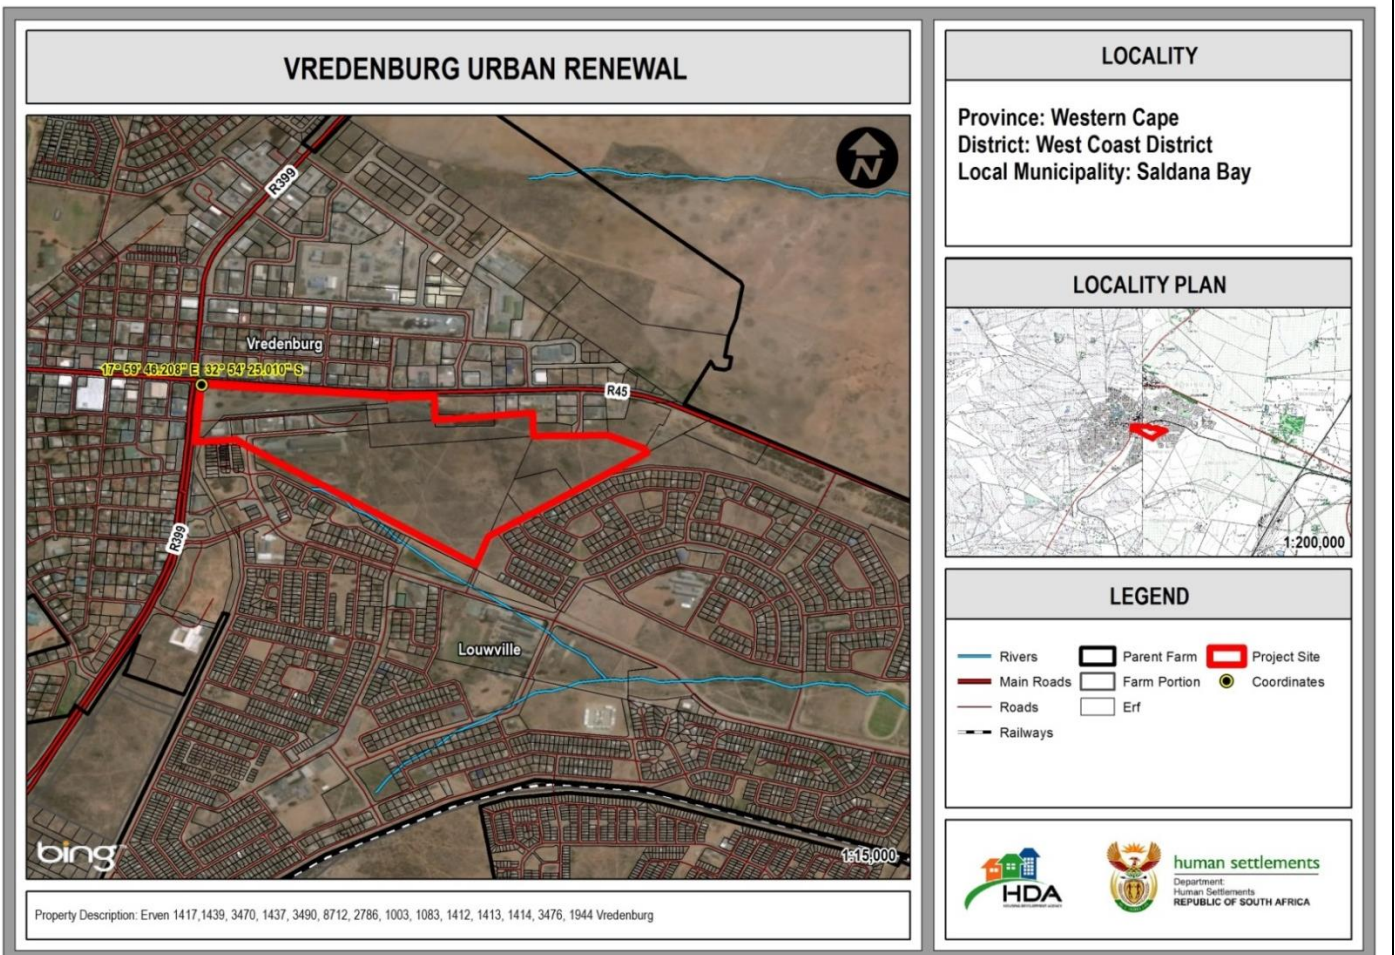 VREDENBURG URBAN RENEWAL
R399
Vredenburg
17° 59' 46.208" E 32° 54' 25.010" S
R45
R399
Louwville
bing
1:15,000
Property Description: Erven 1417,1439, 3470, 1437, 3490, 8712, 2786, 1003, 1083, 1412, 1413, 1414, 3476, 1944 Vredenburg
LOCALITY
Province: Western Cape
District: West Coast District
Local Municipality: Saldana Bay
LOCALITY PLAN
1:200,000
LEGEND
Rivers
Main Roads
Roads
Railways
Parent Farm
Farm Portion
Erf
Project Site
Coordinates
HDA
HOUSING DEVELOPMENT AGENCY
human settlements
Department:
Human Settlements
REPUBLIC OF SOUTH AFRICA
N